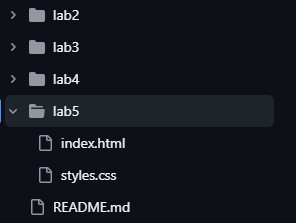 lab2
lab3
lab4
lab5
index.html
styles.css
README.md